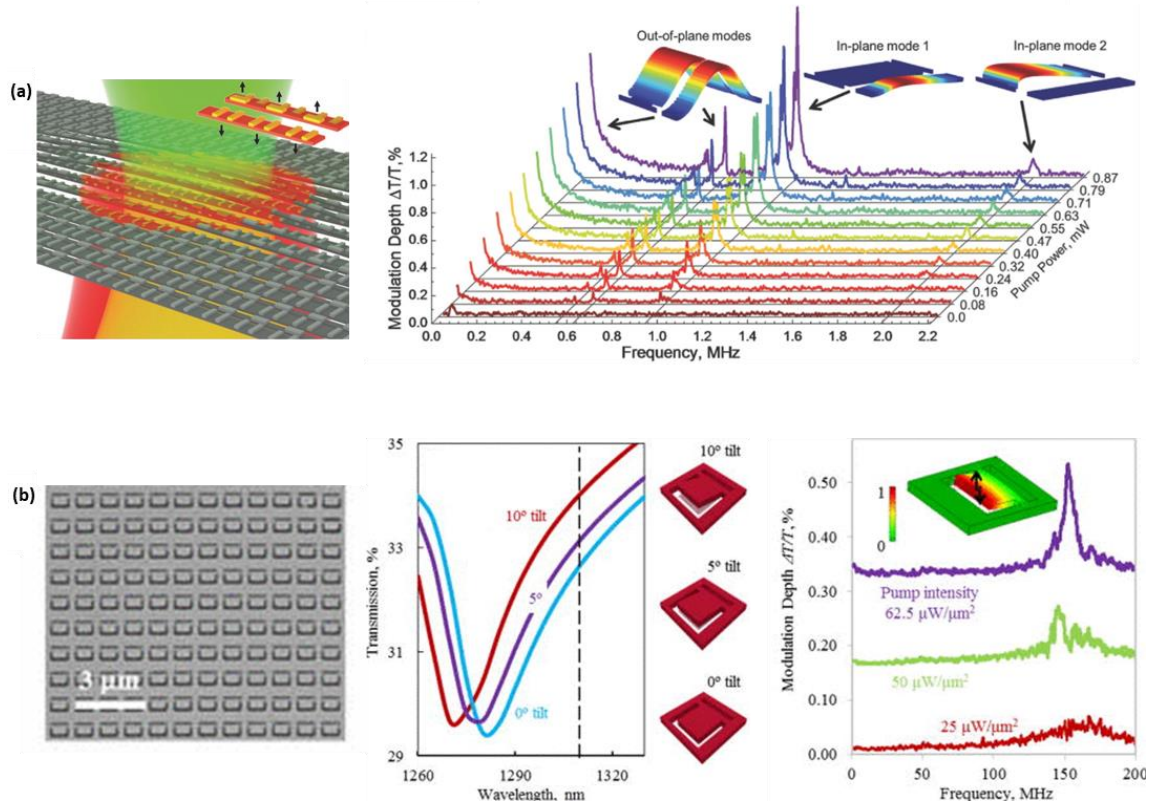 (a)
Out-of-plane modes
In-plane mode 1
In-plane mode 2
Modulation Depth ΔT/T, %
1.2
1.0
0.8
0.6
0.4
0.2
0.0
0.0 0.2 0.4 0.6 0.8 1.0 1.2 1.4 1.6 1.8 2.0 2.2
Frequency, MHz
0.87
0.79
0.71
0.63
0.55
0.47
0.40
0.32
0.24
0.16
0.08
0.0
Pump Power, mW
(b)
3 μm
Transmission, %
35
33
31
29
10° tilt
5°
0° tilt
1260 1290 1320
Wavelength, nm
10° tilt
5° tilt
0° tilt
Modulation Depth ΔT/T, %
0.50
0.40
0.30
0.20
0.10
0.00
1
0
Pump intensity
62.5 μW/μm²
50 μW/μm²
25 μW/μm²
0 50 100 150 200
Frequency, MHz